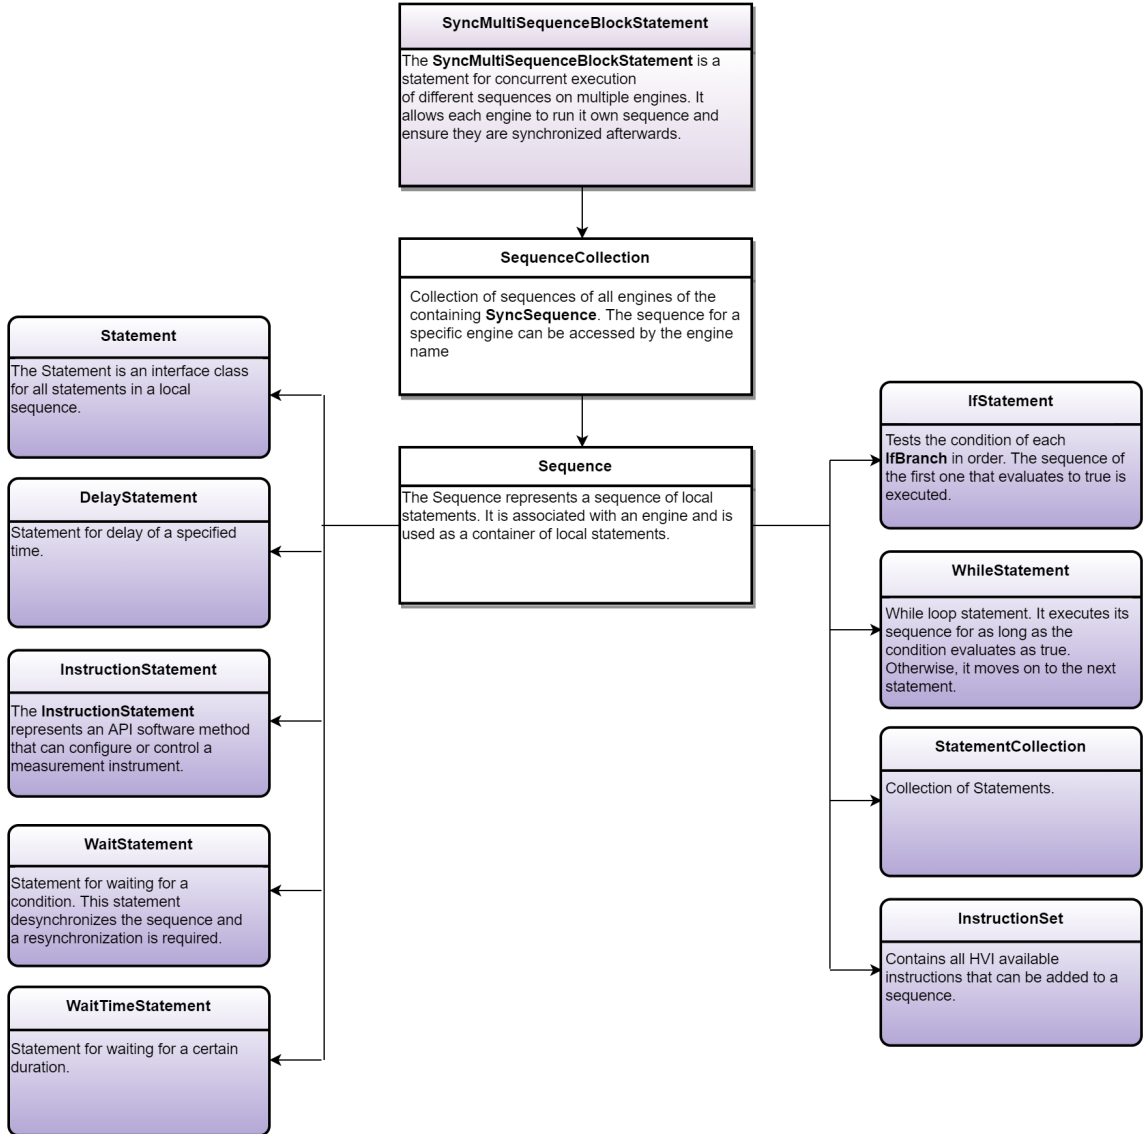 SyncMultiSequenceBlockStatement
The SyncMultiSequenceBlockStatement is a
statement for concurrent execution
of different sequences on multiple engines. It
allows each engine to run it own sequence and
ensure they are synchronized afterwards.
SequenceCollection
Collection of sequences of all engines of the
containing SyncSequence. The sequence for a
specific engine can be accessed by the engine
name
Sequence
The Sequence represents a sequence of local
statements. It is associated with an engine and is
used as a container of local statements.
Statement
The Statement is an interface class
for all statements in a local
sequence.
DelayStatement
Statement for delay of a specified
time.
InstructionStatement
The InstructionStatement
represents an API software method
that can configure or control a
measurement instrument.
WaitStatement
Statement for waiting for a
condition. This statement
desynchronizes the sequence and
a resynchronization is required.
WaitTimeStatement
Statement for waiting for a certain
duration.
IfStatement
Tests the condition of each
IfBranch in order. The sequence of
the first one that evaluates to true is
executed.
WhileStatement
While loop statement. It executes its
sequence for as long as the
condition evaluates as true.
Otherwise, it moves on to the next
statement.
StatementCollection
Collection of Statements.
InstructionSet
Contains all HVI available
instructions that can be added to a
sequence.